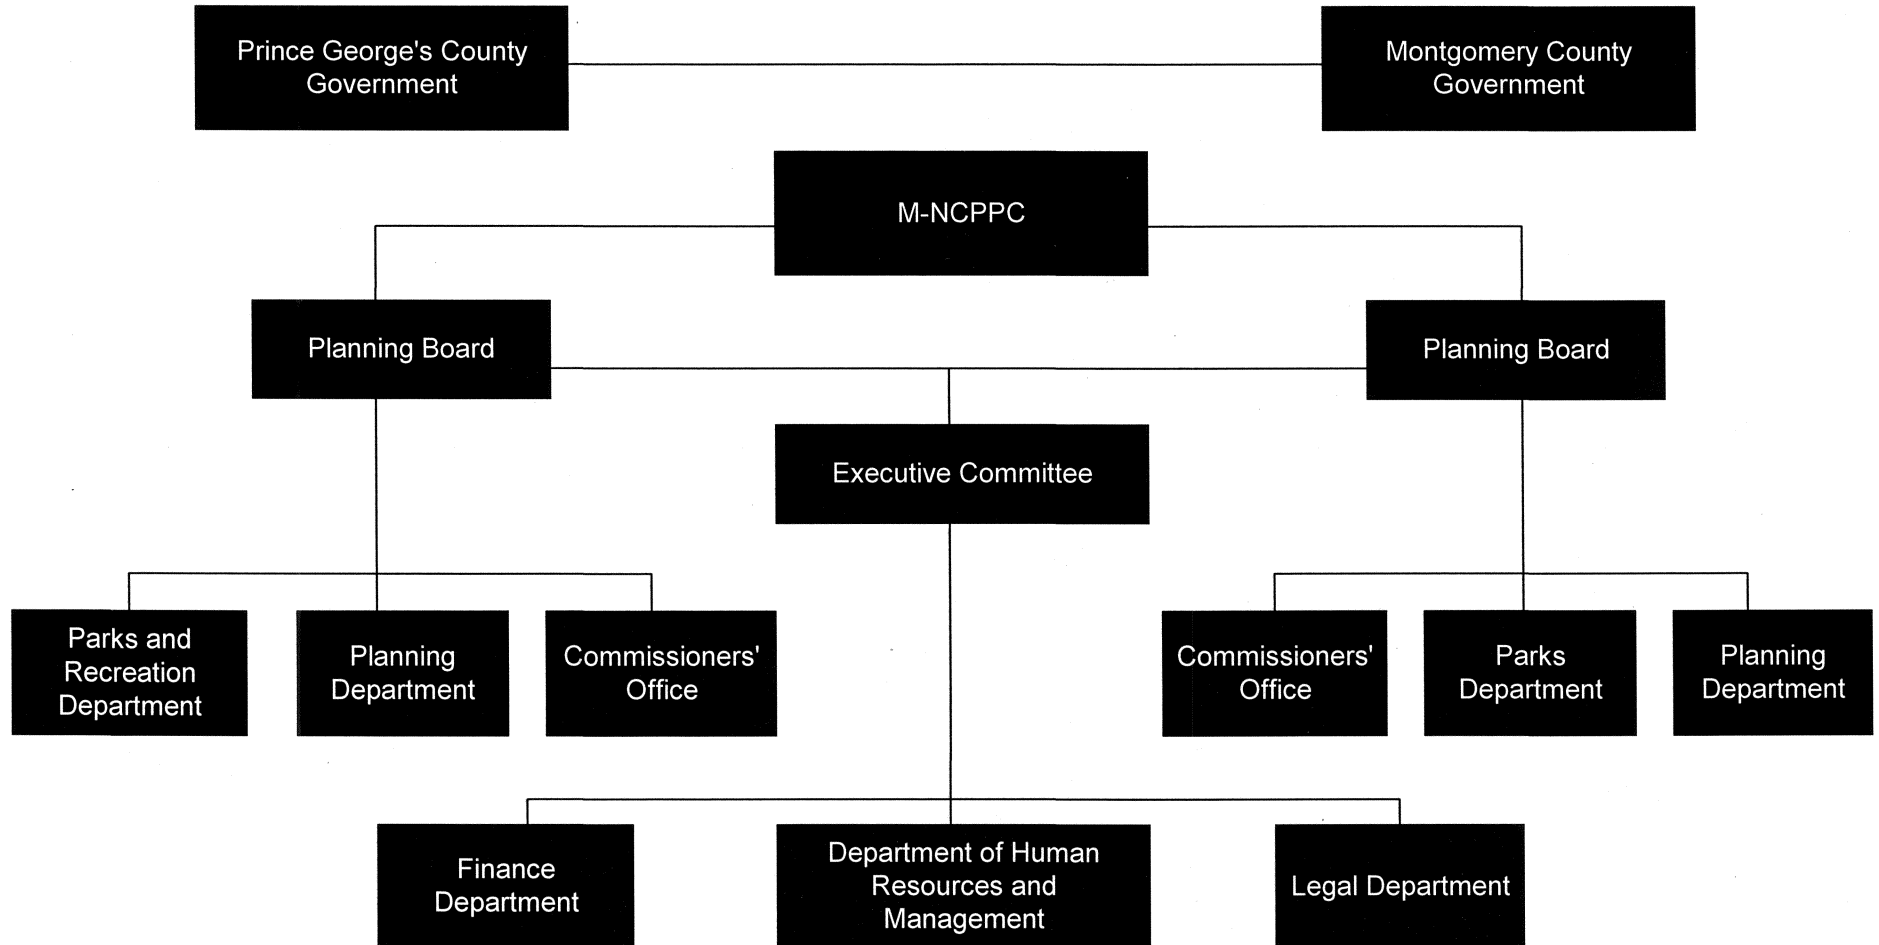 Prince George's County
Government
Montgomery County
Government
M-NCPPC
Planning Board
Planning Board
Executive Committee
Parks and
Recreation
Department
Planning
Department
Commissioners'
Office
Commissioners'
Office
Parks
Department
Planning
Department
Finance
Department
Department of Human
Resources and
Management
Legal Department